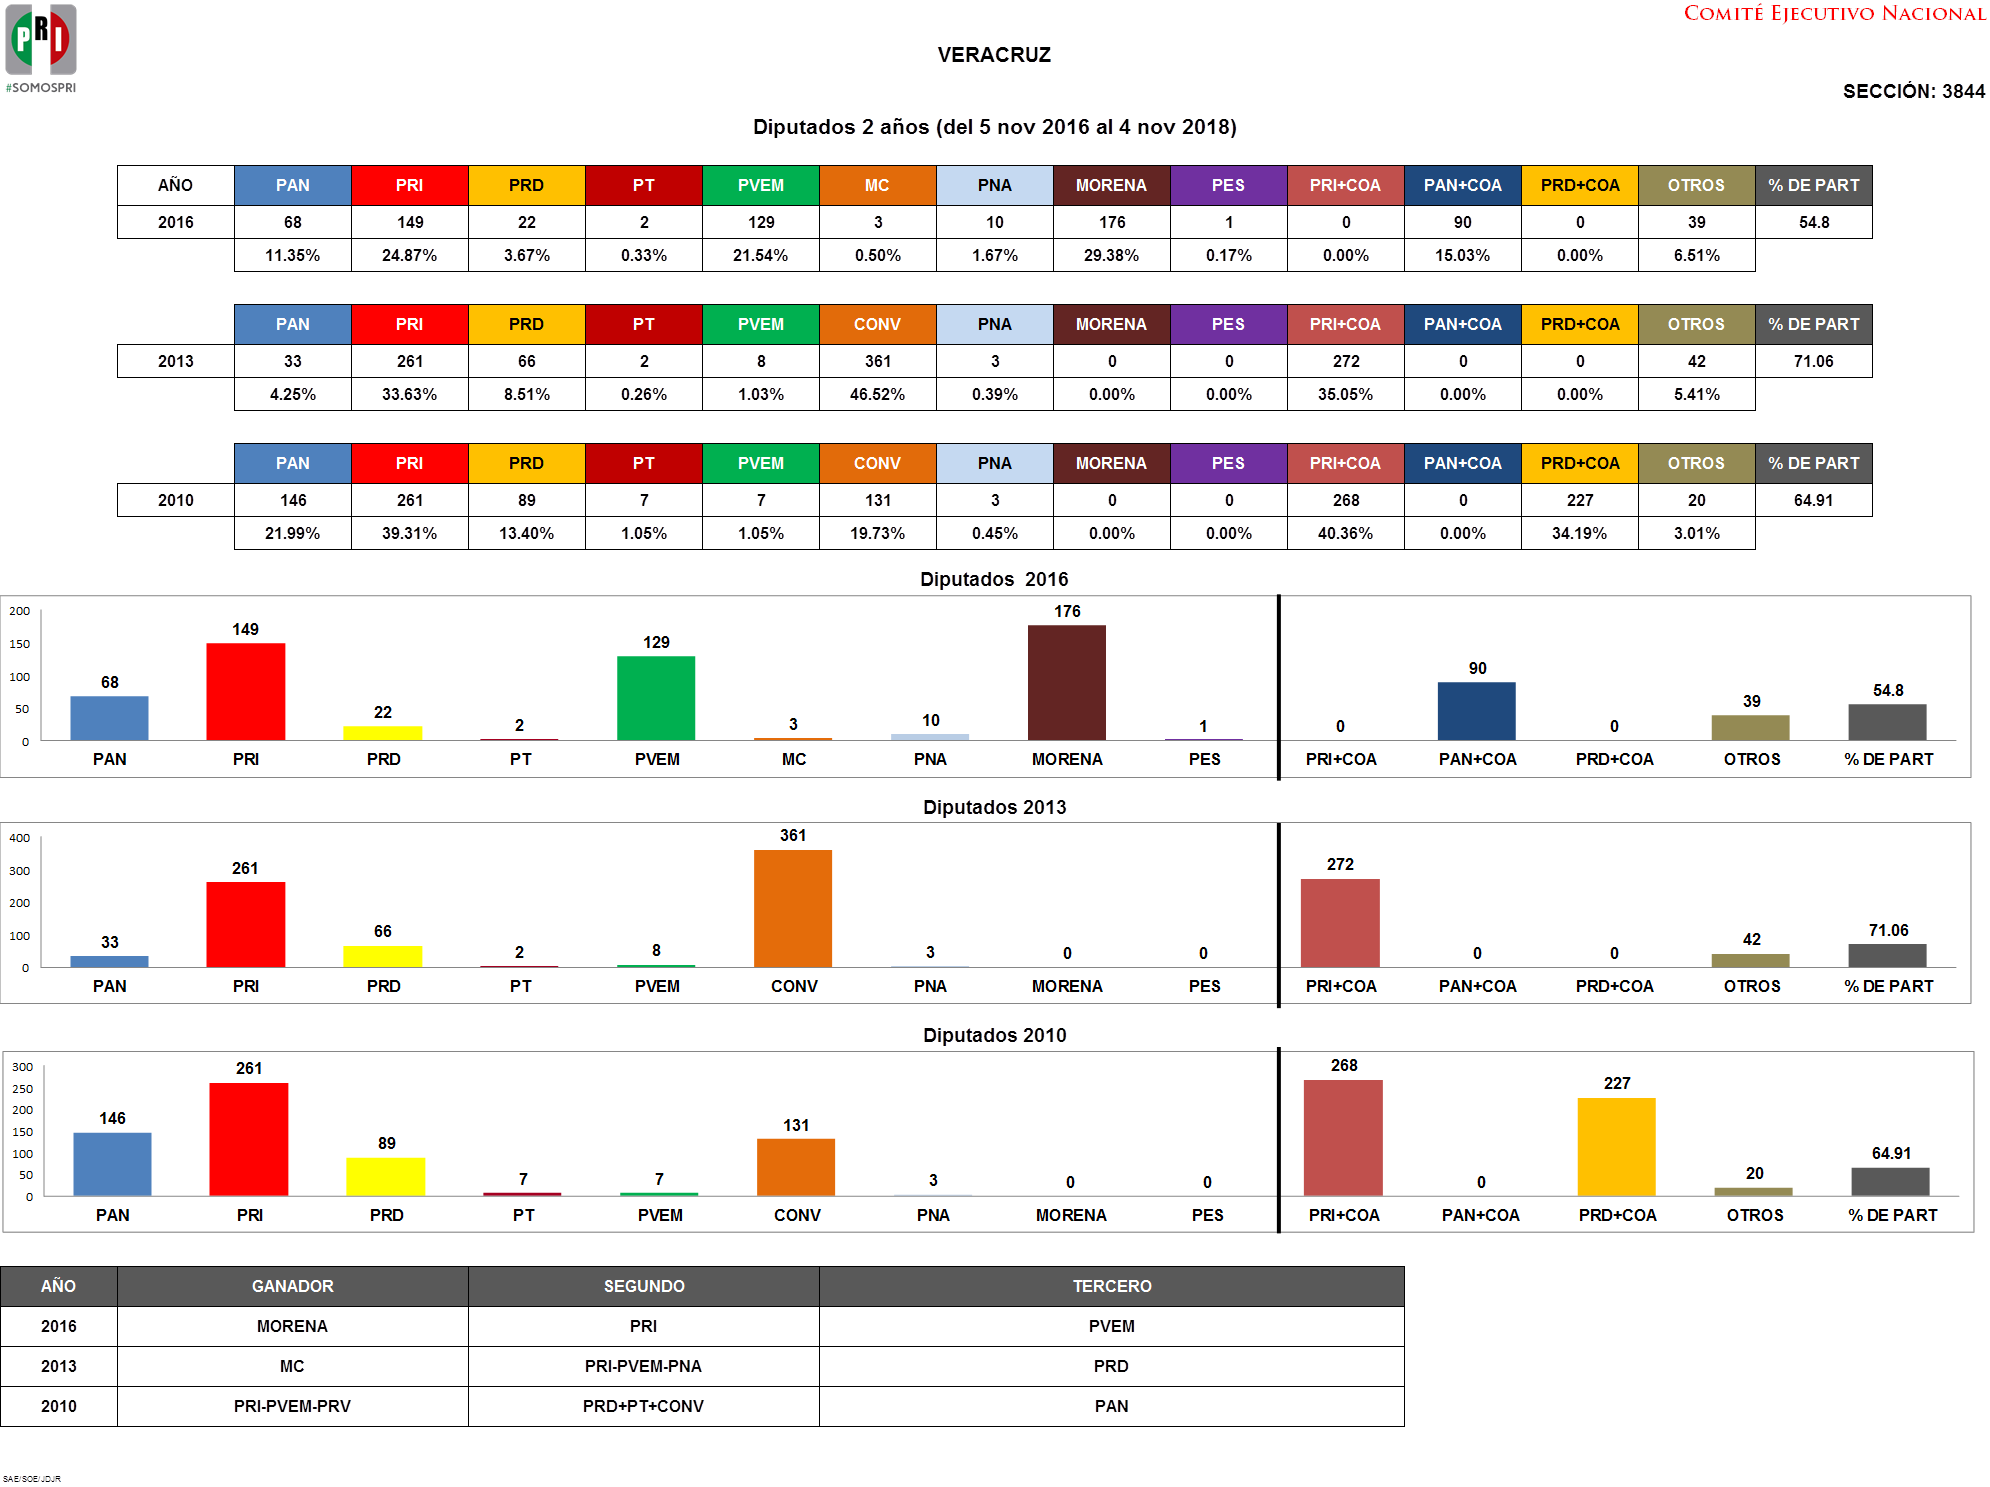 PRI
#SOMOSPRI
COMITÉ EJECUTIVO NACIONAL
VERACRUZ
SECCIÓN: 3844
Diputados 2 años (del 5 nov 2016 al 4 nov 2018)
AÑO PAN PRI PRD PT PVEM MC PNA MORENA PES PRI+COA PAN+COA PRD+COA OTROS % DE PART
2016 68 149 22 2 129 3 10 176 1 0 90 0 39 54.8
11.35% 24.87% 3.67% 0.33% 21.54% 0.50% 1.67% 29.38% 0.17% 0.00% 15.03% 0.00% 6.51%
PAN PRI PRD PT PVEM CONV PNA MORENA PES PRI+COA PAN+COA PRD+COA OTROS % DE PART
2013 33 261 66 2 8 361 3 0 0 272 0 0 42 71.06
4.25% 33.63% 8.51% 0.26% 1.03% 46.52% 0.39% 0.00% 0.00% 35.05% 0.00% 0.00% 5.41%
PAN PRI PRD PT PVEM CONV PNA MORENA PES PRI+COA PAN+COA PRD+COA OTROS % DE PART
2010 146 261 89 7 7 131 3 0 0 268 0 227 20 64.91
21.99% 39.31% 13.40% 1.05% 1.05% 19.73% 0.45% 0.00% 0.00% 40.36% 0.00% 34.19% 3.01%
Diputados 2016
200
150
100
50
0
68 149 22 2 129 3 10 176 1 0 90 0 39 54.8
PAN PRI PRD PT PVEM MC PNA MORENA PES PRI+COA PAN+COA PRD+COA OTROS % DE PART
Diputados 2013
400
300
200
100
0
33 261 66 2 8 361 3 0 0 272 0 0 42 71.06
PAN PRI PRD PT PVEM CONV PNA MORENA PES PRI+COA PAN+COA PRD+COA OTROS % DE PART
Diputados 2010
300
250
200
150
100
50
0
146 261 89 7 7 131 3 0 0 268 0 227 20 64.91
PAN PRI PRD PT PVEM CONV PNA MORENA PES PRI+COA PAN+COA PRD+COA OTROS % DE PART
AÑO GANADOR SEGUNDO TERCERO
2016 MORENA PRI PVEM
2013 MC PRI-PVEM-PNA PRD
2010 PRI-PVEM-PRV PRD+PT+CONV PAN
SAE/SOE/JDJR